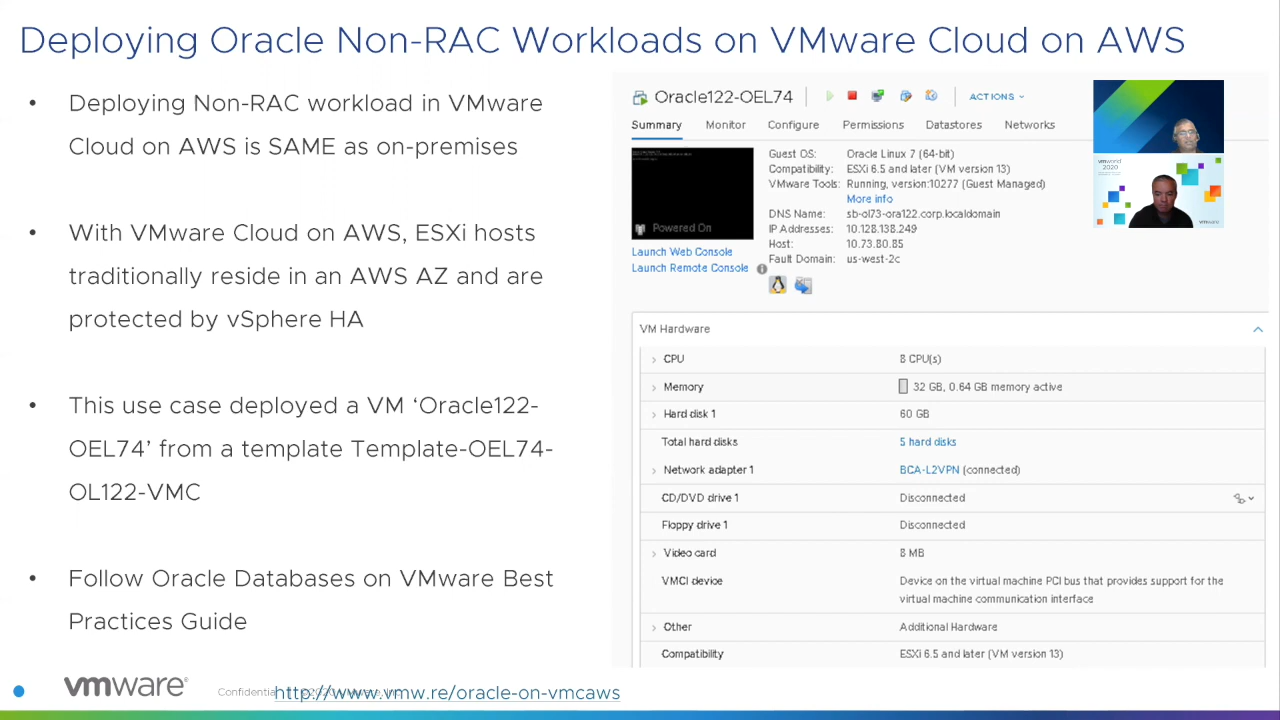 Deploying Oracle Non-RAC Workloads on VMware Cloud on AWS
• Deploying Non-RAC workload in VMware
Cloud on AWS is SAME as on-premises
• With VMware Cloud on AWS, ESXi hosts
traditionally reside in an AWS AZ and are
protected by vSphere HA
• This use case deployed a VM ‘Oracle122-
OEL74’ from a template Template-OEL74-
OL122-VMC
• Follow Oracle Databases on VMware Best
Practices Guide
Oracle122-OEL74 ACTIONS
Summary Monitor Configure Permissions Datastores Networks
Powered On
Launch Web Console
Launch Remote Console
Guest OS: Oracle Linux 7 (64-bit)
Compatibility: ESXi 6.5 and later (VM version 13)
VMware Tools: Running, version:10277 (Guest Managed)
More info
DNS Name: sb-ol73-ora122.corp.localdomain
IP Addresses: 10.128.138.249
Host: 10.73.80.85
Fault Domain: us-west-2c
VM Hardware
CPU 8 CPU(s)
Memory 32 GB, 0.64 GB memory active
Hard disk 1 60 GB
Total hard disks 5 hard disks
Network adapter 1 BCA-L2VPN (connected)
CD/DVD drive 1 Disconnected
Floppy drive 1 Disconnected
Video card 8 MB
VMCI device Device on the virtual machine PCI bus that provides support for the
virtual machine communication interface
Other Additional Hardware
Compatibility ESXi 6.5 and later (VM version 13)
vmworld
2020
vmware
vmware®
http://www.vmw.re/oracle-on-vmcaws